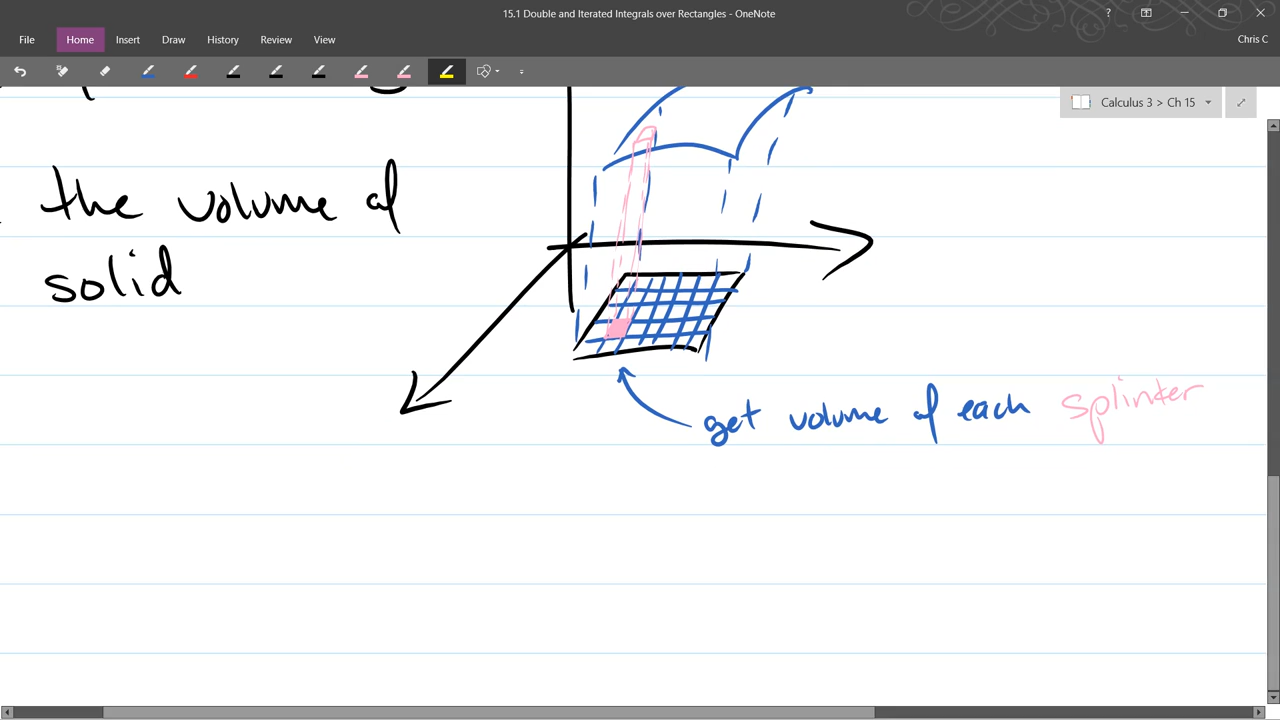 15.1 Double and Iterated Integrals over Rectangles - OneNote
File Home Insert Draw History Review View
Chris C
Calculus 3 > Ch 15
the volume of
solid
get volume of each splinter